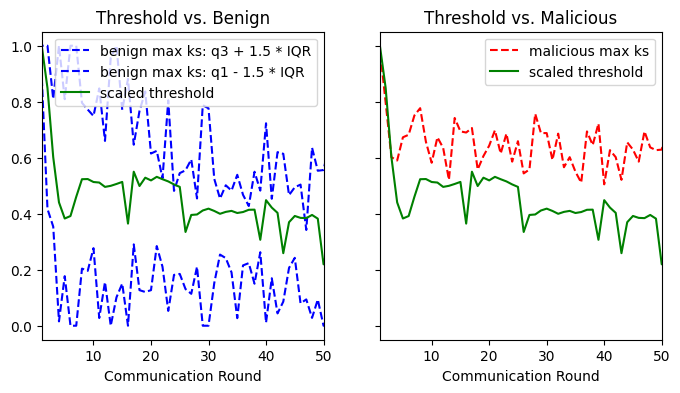 Threshold vs. Benign
benign max ks: q3 + 1.5 * IQR
benign max ks: q1 - 1.5 * IQR
scaled threshold
1.0
0.8
0.6
0.4
0.2
0.0
10
20
30
40
50
Communication Round
Threshold vs. Malicious
malicious max ks
scaled threshold
10
20
30
40
50
Communication Round